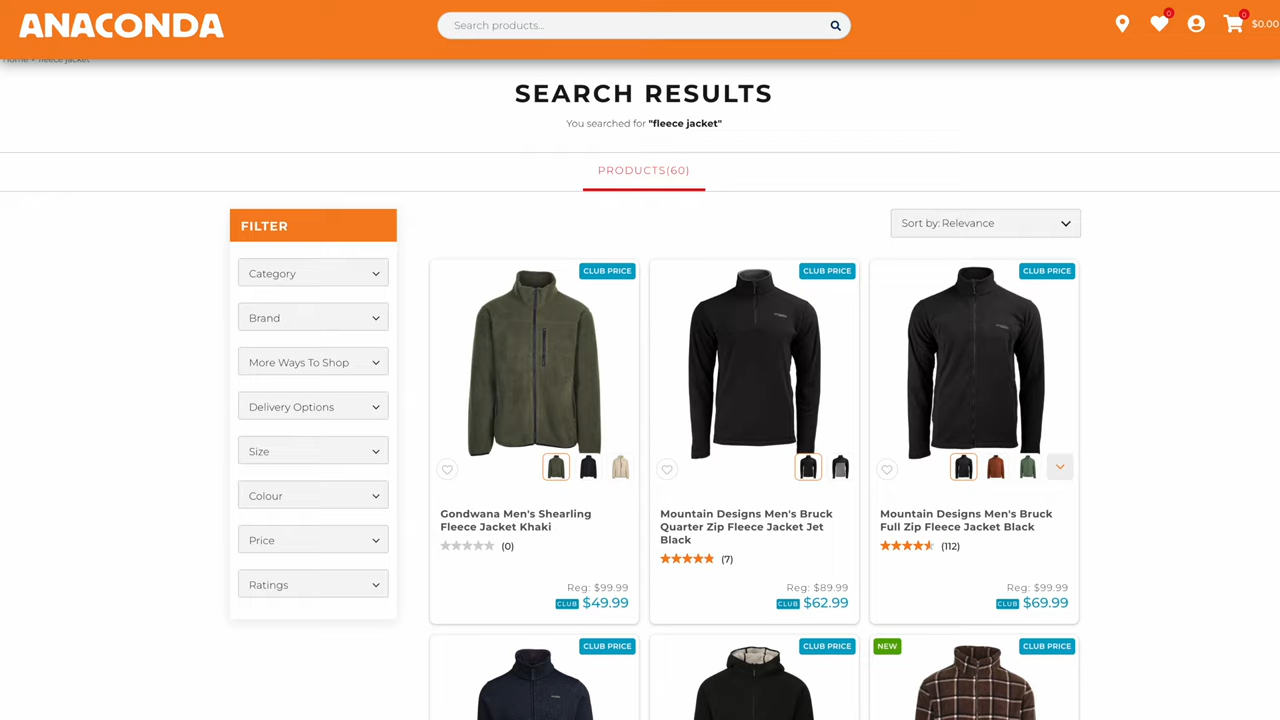 ANACONDA
Search products...
0
0
$0.00
Home > fleece jacket
SEARCH RESULTS
You searched for "fleece jacket"
PRODUCTS(60)
FILTER
Sort by: Relevance
Category
Brand
More Ways To Shop
Delivery Options
Size
Colour
Price
Ratings
CLUB PRICE
Gondwana Men's Shearling
Fleece Jacket Khaki
(0)
Reg: $99.99
CLUB $49.99
CLUB PRICE
Mountain Designs Men's Bruck
Quarter Zip Fleece Jacket Jet
Black
(7)
Reg: $89.99
CLUB $62.99
CLUB PRICE
Mountain Designs Men's Bruck
Full Zip Fleece Jacket Black
(112)
Reg: $99.99
CLUB $69.99
CLUB PRICE
CLUB PRICE
NEW
CLUB PRICE